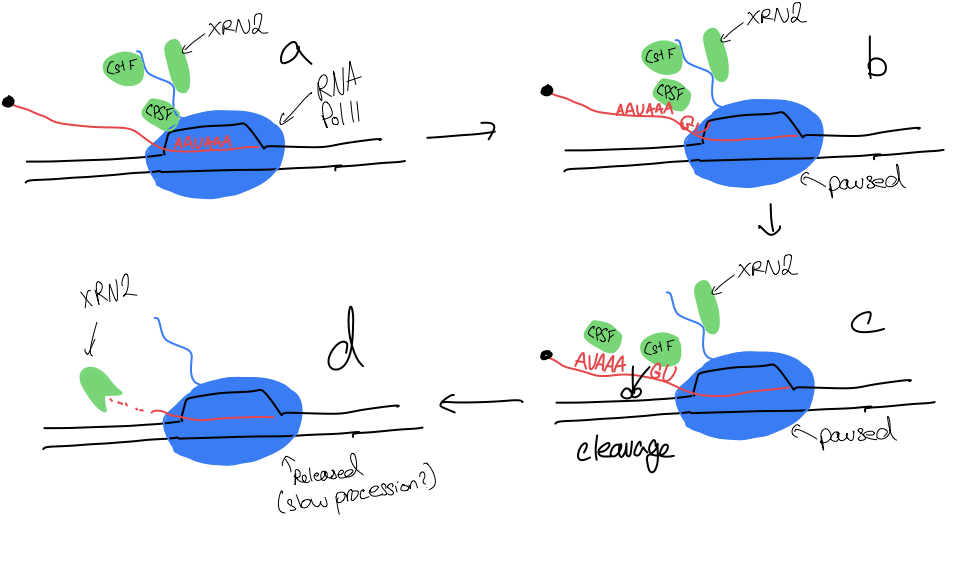 XRN2
a
CstF
CPSF
RNA
Pol II
AAUAAA
XRN2
b
CstF
CPSF
AAUAAA
GU
paused
XRN2
c
CPSF
CstF
AUAAA
GU
cleavage
paused
XRN2
d
Released
(slow procession?)